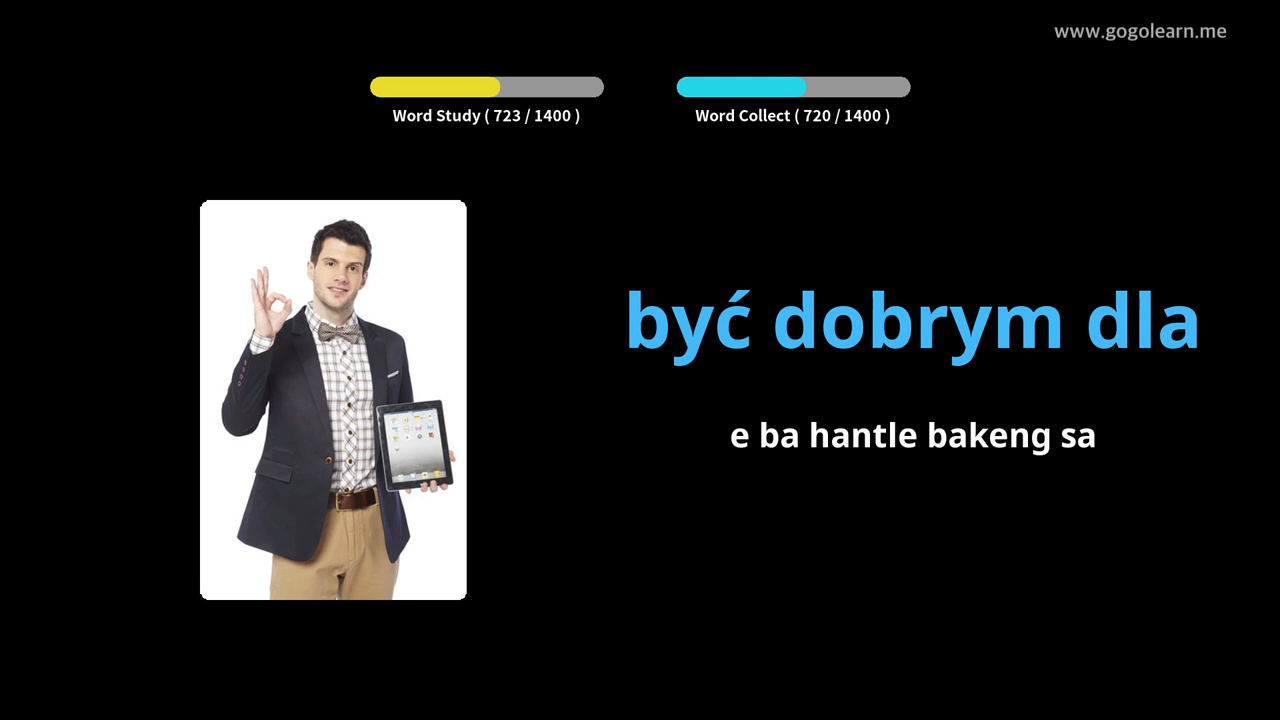 www.gogolearn.me
Word Study ( 723 / 1400 )
Word Collect ( 720 / 1400 )
być dobrym dla
e ba hantle bakeng sa